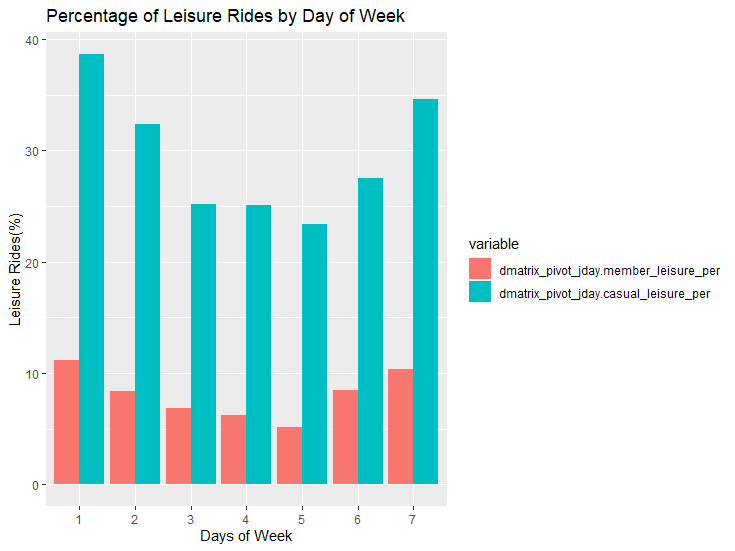 Percentage of Leisure Rides by Day of Week
Leisure Rides(%)
40
30
20
10
0
1 2 3 4 5 6 7
Days of Week
variable
dmatrix_pivot_jday.member_leisure_per
dmatrix_pivot_jday.casual_leisure_per